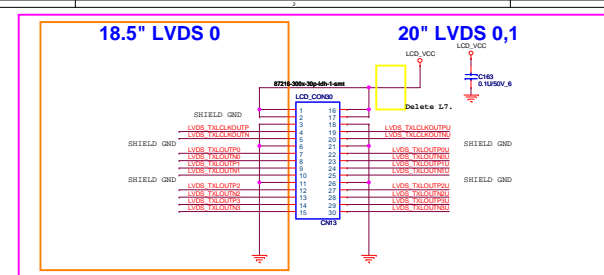 2
18.5" LVDS 0
20" LVDS 0,1
LCD_VCC
LCD_VCC
C163
0.1U/50V_6
87216-300x-30p-ldh-1-smt
LCD_CON30
Delete L7.
SHIELD GND
1 16
2 17
3 18
LVDS_TXLCLKOUTP 4 19 LVDS_TXLCLKOUTPU
LVDS_TXLCLKOUTN 5 20 LVDS_TXLCLKOUTNU
SHIELD GND 6 21 SHIELD GND
LVDS_TXLOUTP0 7 22 LVDS_TXLOUTP0U
LVDS_TXLOUTN0 8 23 LVDS_TXLOUTN0U
LVDS_TXLOUTP1 9 24 LVDS_TXLOUTP1U
LVDS_TXLOUTN1 10 25 LVDS_TXLOUTN1U
SHIELD GND 11 26 SHIELD GND
LVDS_TXLOUTP2 12 27 LVDS_TXLOUTP2U
LVDS_TXLOUTN2 13 28 LVDS_TXLOUTN2U
LVDS_TXLOUTP3 14 29 LVDS_TXLOUTP3U
LVDS_TXLOUTN3 15 30 LVDS_TXLOUTN3U
CN13